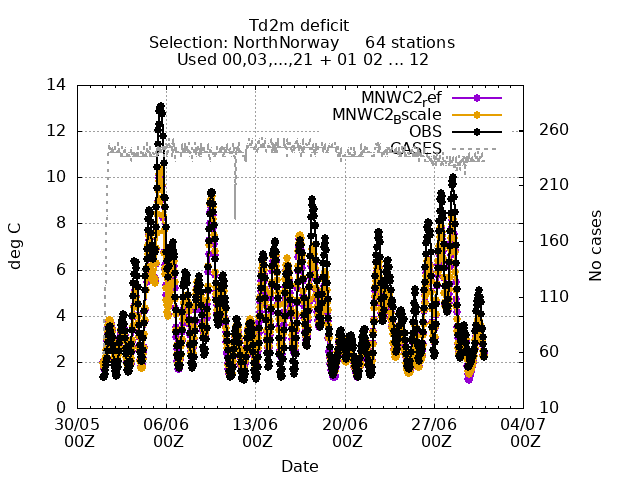 Td2m deficit
Selection: NorthNorway 64 stations
Used 00,03,...,21 + 01 02 ... 12
MNWC2_ref
MNWC2_Bscale
OBS
CASES
deg C
14
12
10
8
6
4
2
0
No cases
260
210
160
110
60
10
30/05 06/06 13/06 20/06 27/06 04/07
00Z 00Z 00Z 00Z 00Z 00Z
Date